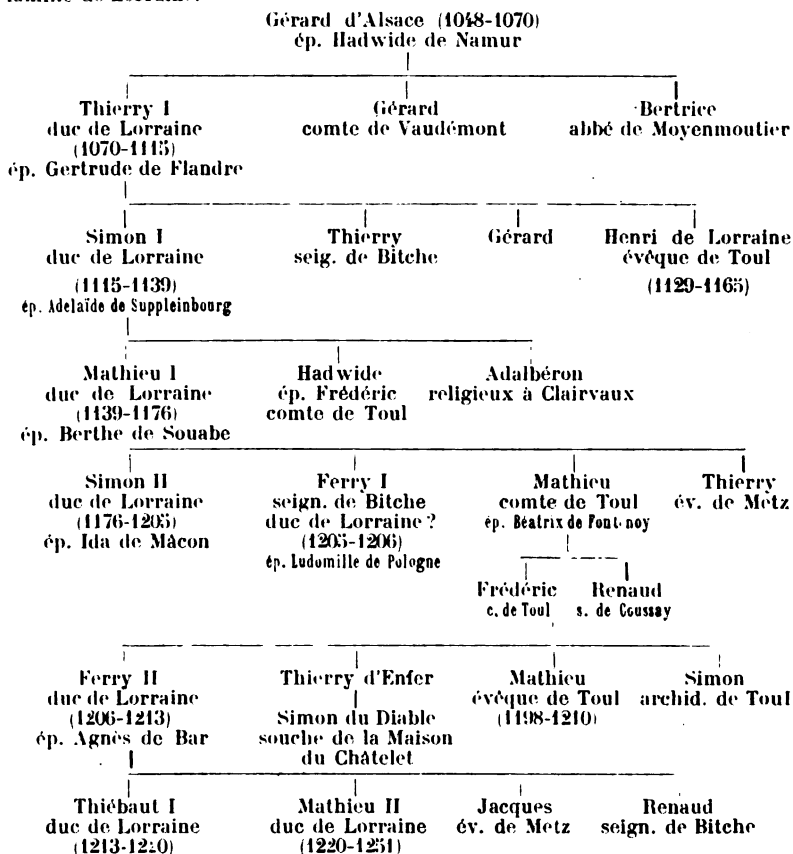 Gérard d'Alsace (1048-1070)
ép. Hadwide de Namur
Thierry I Gérard Bertrice
duc de Lorraine comte de Vaudémont abbé de Moyenmoutier
(1070-1115)
ép. Gertrude de Flandre
Simon I Thierry Gérard Henri de Lorraine
duc de Lorraine seig. de Bitche évêque de Toul
(1115-1139) (1129-1165)
ép. Adelaïde de Suppleinbourg
Mathieu I Hadwide Adalbéron
duc de Lorraine ép. Frédéric religieux à Clairvaux
(1139-1176) comte de Toul
ép. Berthe de Souabe
Simon II Ferry I Mathieu Thierry
duc de Lorraine seign. de Bitche comte de Toul év. de Metz
(1176-1205) duc de Lorraine ? ép. Béatrix de Fontenoy
ép. Ida de Mâcon (1205-1206)
ép. Ludomille de Pologne
Frédéric Renaud
c. de Toul s. de Coussay
Ferry II Thierry d'Enfer Mathieu Simon
duc de Lorraine évêque de Toul archid. de Toul
(1206-1213) Simon du Diable (1198-1210)
ép. Agnès de Bar souche de la Maison
du Châtelet
Thiébaut I Mathieu II Jacques Renaud
duc de Lorraine duc de Lorraine év. de Metz seign. de Bitche
(1213-1220) (1220-1251)